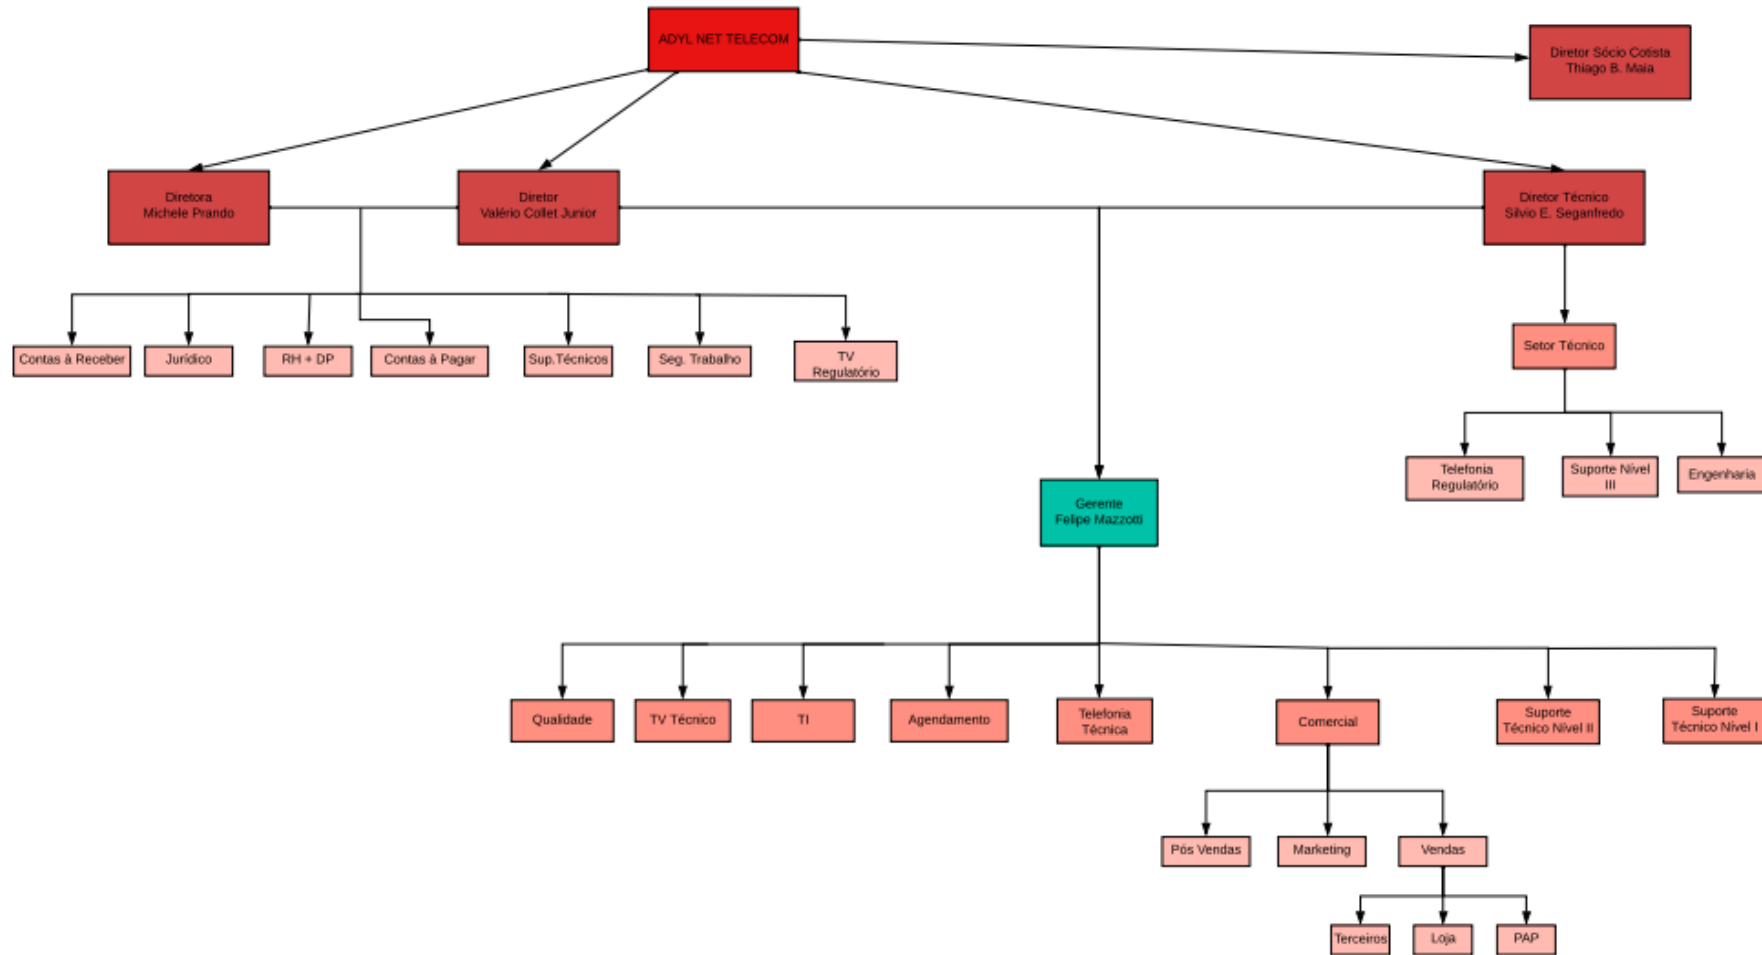 ADYL NET TELECOM
Diretor Sócio Cotista
Thiago B. Maia
Diretora
Michele Prando
Diretor
Valério Collet Junior
Diretor Técnico
Silvio E. Seganfredo
Contas à Receber
Jurídico
RH + DP
Contas à Pagar
Sup.Técnicos
Seg. Trabalho
TV
Regulatório
Setor Técnico
Telefonia
Regulatório
Suporte Nível
III
Engenharia
Gerente
Felipe Mazzotti
Qualidade
TV Técnico
TI
Agendamento
Telefonia
Técnica
Comercial
Suporte
Técnico Nível II
Suporte
Técnico Nível I
Pós Vendas
Marketing
Vendas
Terceiros
Loja
PAP